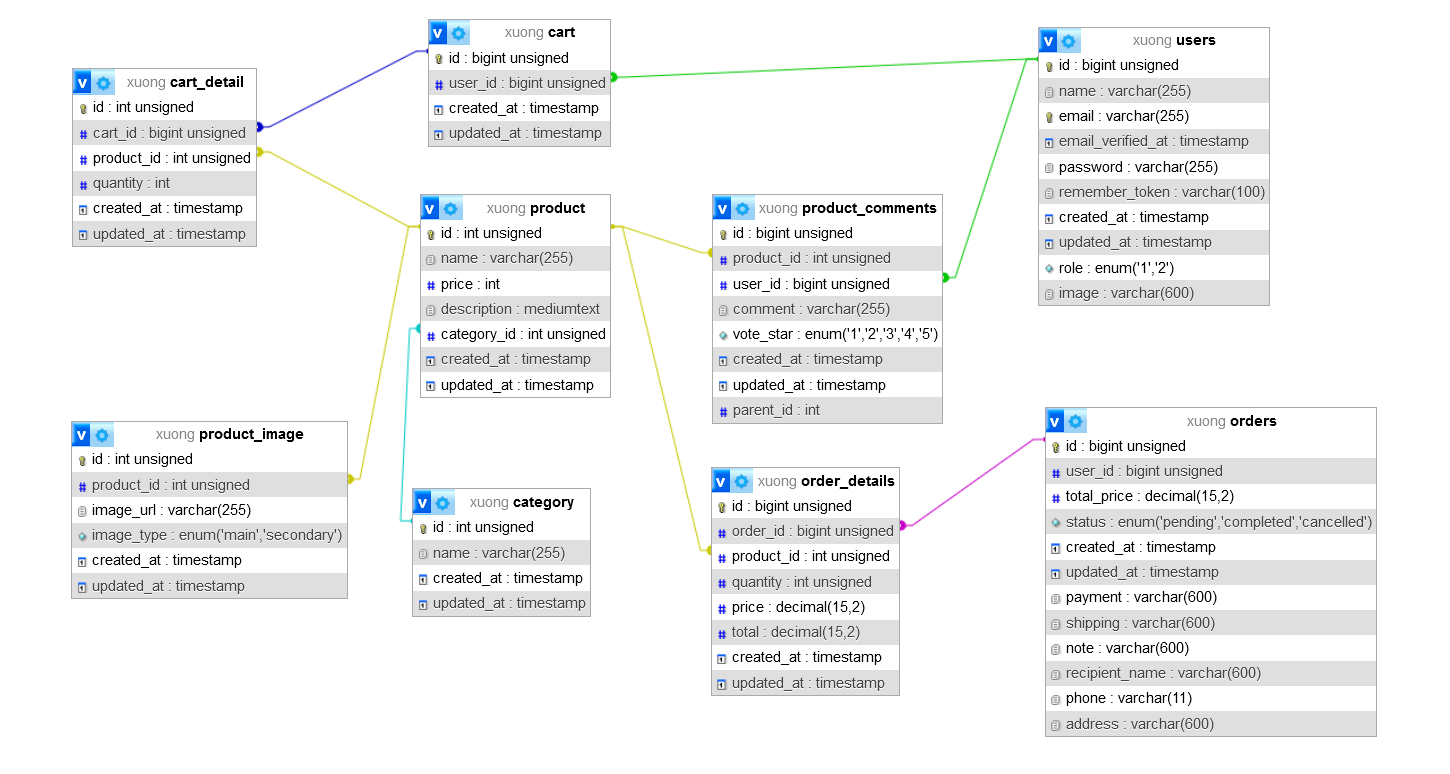 xuong cart_detail
id : int unsigned
cart_id : bigint unsigned
product_id : int unsigned
quantity : int
created_at : timestamp
updated_at : timestamp
xuong cart
id : bigint unsigned
user_id : bigint unsigned
created_at : timestamp
updated_at : timestamp
xuong users
id : bigint unsigned
name : varchar(255)
email : varchar(255)
email_verified_at : timestamp
password : varchar(255)
remember_token : varchar(100)
created_at : timestamp
updated_at : timestamp
role : enum('1','2')
image : varchar(600)
xuong product
id : int unsigned
name : varchar(255)
price : int
description : mediumtext
category_id : int unsigned
created_at : timestamp
updated_at : timestamp
xuong product_comments
id : bigint unsigned
product_id : int unsigned
user_id : bigint unsigned
comment : varchar(255)
vote_star : enum('1','2','3','4','5')
created_at : timestamp
updated_at : timestamp
parent_id : int
xuong product_image
id : int unsigned
product_id : int unsigned
image_url : varchar(255)
image_type : enum('main','secondary')
created_at : timestamp
updated_at : timestamp
xuong category
id : int unsigned
name : varchar(255)
created_at : timestamp
updated_at : timestamp
xuong order_details
id : bigint unsigned
order_id : bigint unsigned
product_id : int unsigned
quantity : int unsigned
price : decimal(15,2)
total : decimal(15,2)
created_at : timestamp
updated_at : timestamp
xuong orders
id : bigint unsigned
user_id : bigint unsigned
total_price : decimal(15,2)
status : enum('pending','completed','cancelled')
created_at : timestamp
updated_at : timestamp
payment : varchar(600)
shipping : varchar(600)
note : varchar(600)
recipient_name : varchar(600)
phone : varchar(11)
address : varchar(600)